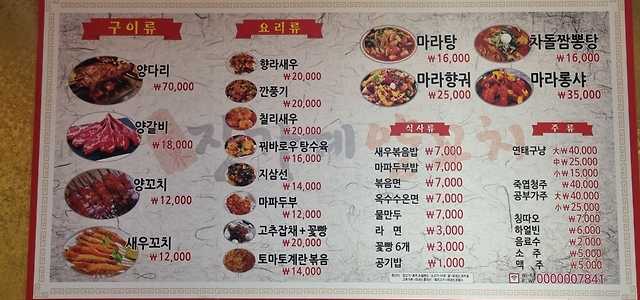 구이류
양다리
₩70,000
양갈비
₩18,000
양꼬치
₩12,000
새우꼬치
₩12,000
요리류
향라새우
₩20,000
깐풍기
₩20,000
칠리새우
₩20,000
꿔바로우탕수육
₩16,000
지삼선
₩14,000
마파두부
₩12,000
고추잡채+꽃빵
₩20,000
토마토계란 볶음
₩14,000
마라탕
₩16,000
차돌짬뽕탕
₩16,000
마라향궈
₩25,000
마라롱샤
₩35,000
식사류
새우볶음밥 ₩7,000
마파두부밥 ₩7,000
볶음면 ₩7,000
옥수수온면 ₩7,000
물만두 ₩7,000
라 면 ₩3,000
꽃빵 6개 ₩3,000
공기밥 ₩1,000
주 류
연태구냥 大₩40,000
中₩25,000
小₩15,000
죽엽청주 ₩40,000
공부가주 大₩40,000
小₩25,000
칭따오 ₩7,000
하얼빈 ₩6,000
음료수 ₩2,000
소 주 ₩5,000
맥 주 ₩5,000
0000007841